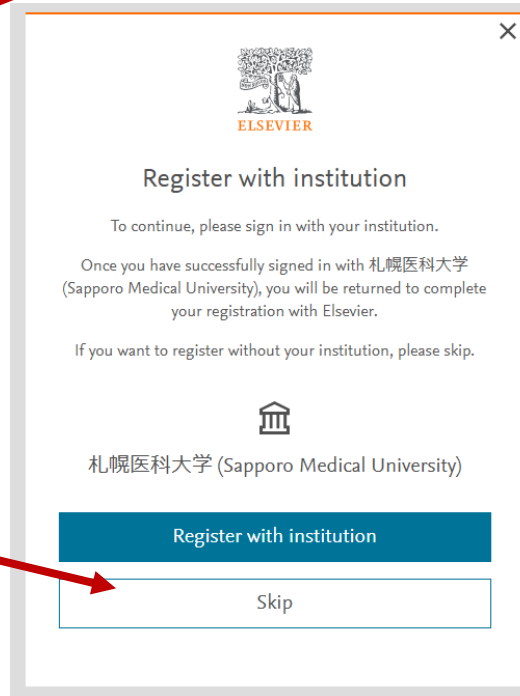 ELSEVIER
Register with institution
To continue, please sign in with your institution.
Once you have successfully signed in with 札幌医科大学
(Sapporo Medical University), you will be returned to complete
your registration with Elsevier.
If you want to register without your institution, please skip.
札幌医科大学 (Sapporo Medical University)
Register with institution
Skip